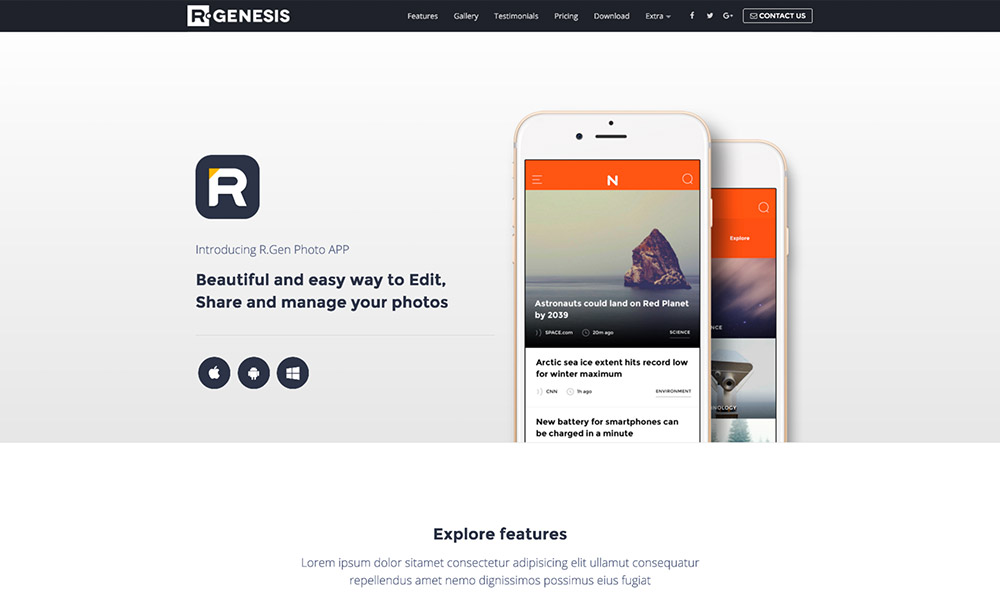 R.GENESIS
Features Gallery Testimonials Pricing Download Extra CONTACT US
R
Introducing R.Gen Photo APP
Beautiful and easy way to Edit,
Share and manage your photos
N
Astronauts could land on Red Planet
by 2039
SPACE.com 20m ago SCIENCE
Arctic sea ice extent hits record low
for winter maximum
CNN 1h ago ENVIRONMENT
New battery for smartphones can
be charged in a minute
Explore
NCE
NOLOGY
Explore features
Lorem ipsum dolor sitamet consectetur adipisicing elit ullamut consequatur
repellendus amet nemo dignissimos possimus eius fugiat